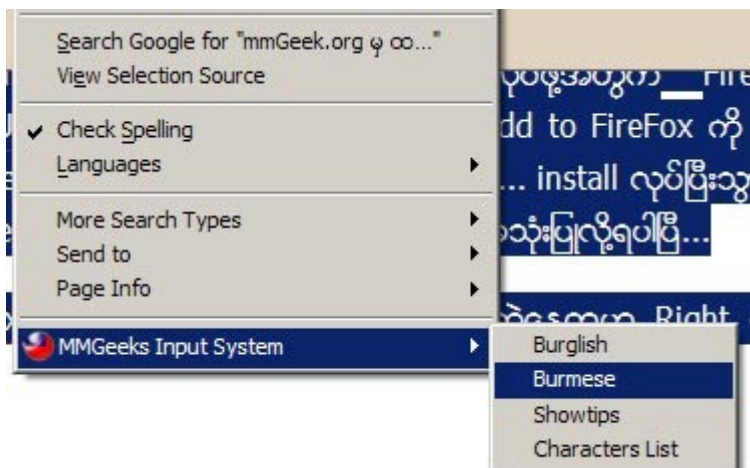 Search Google for "mmGeek.org မှ ထ..."
View Selection Source
Check Spelling
dd to FireFox ကို
Languages
... install လုပ်ပြီးသွ
More Search Types
သုံးပြုလို့ရပါပြီ...
Send to
Page Info
Right
MMGeeks Input System
Burglish
Burmese
Showtips
Characters List